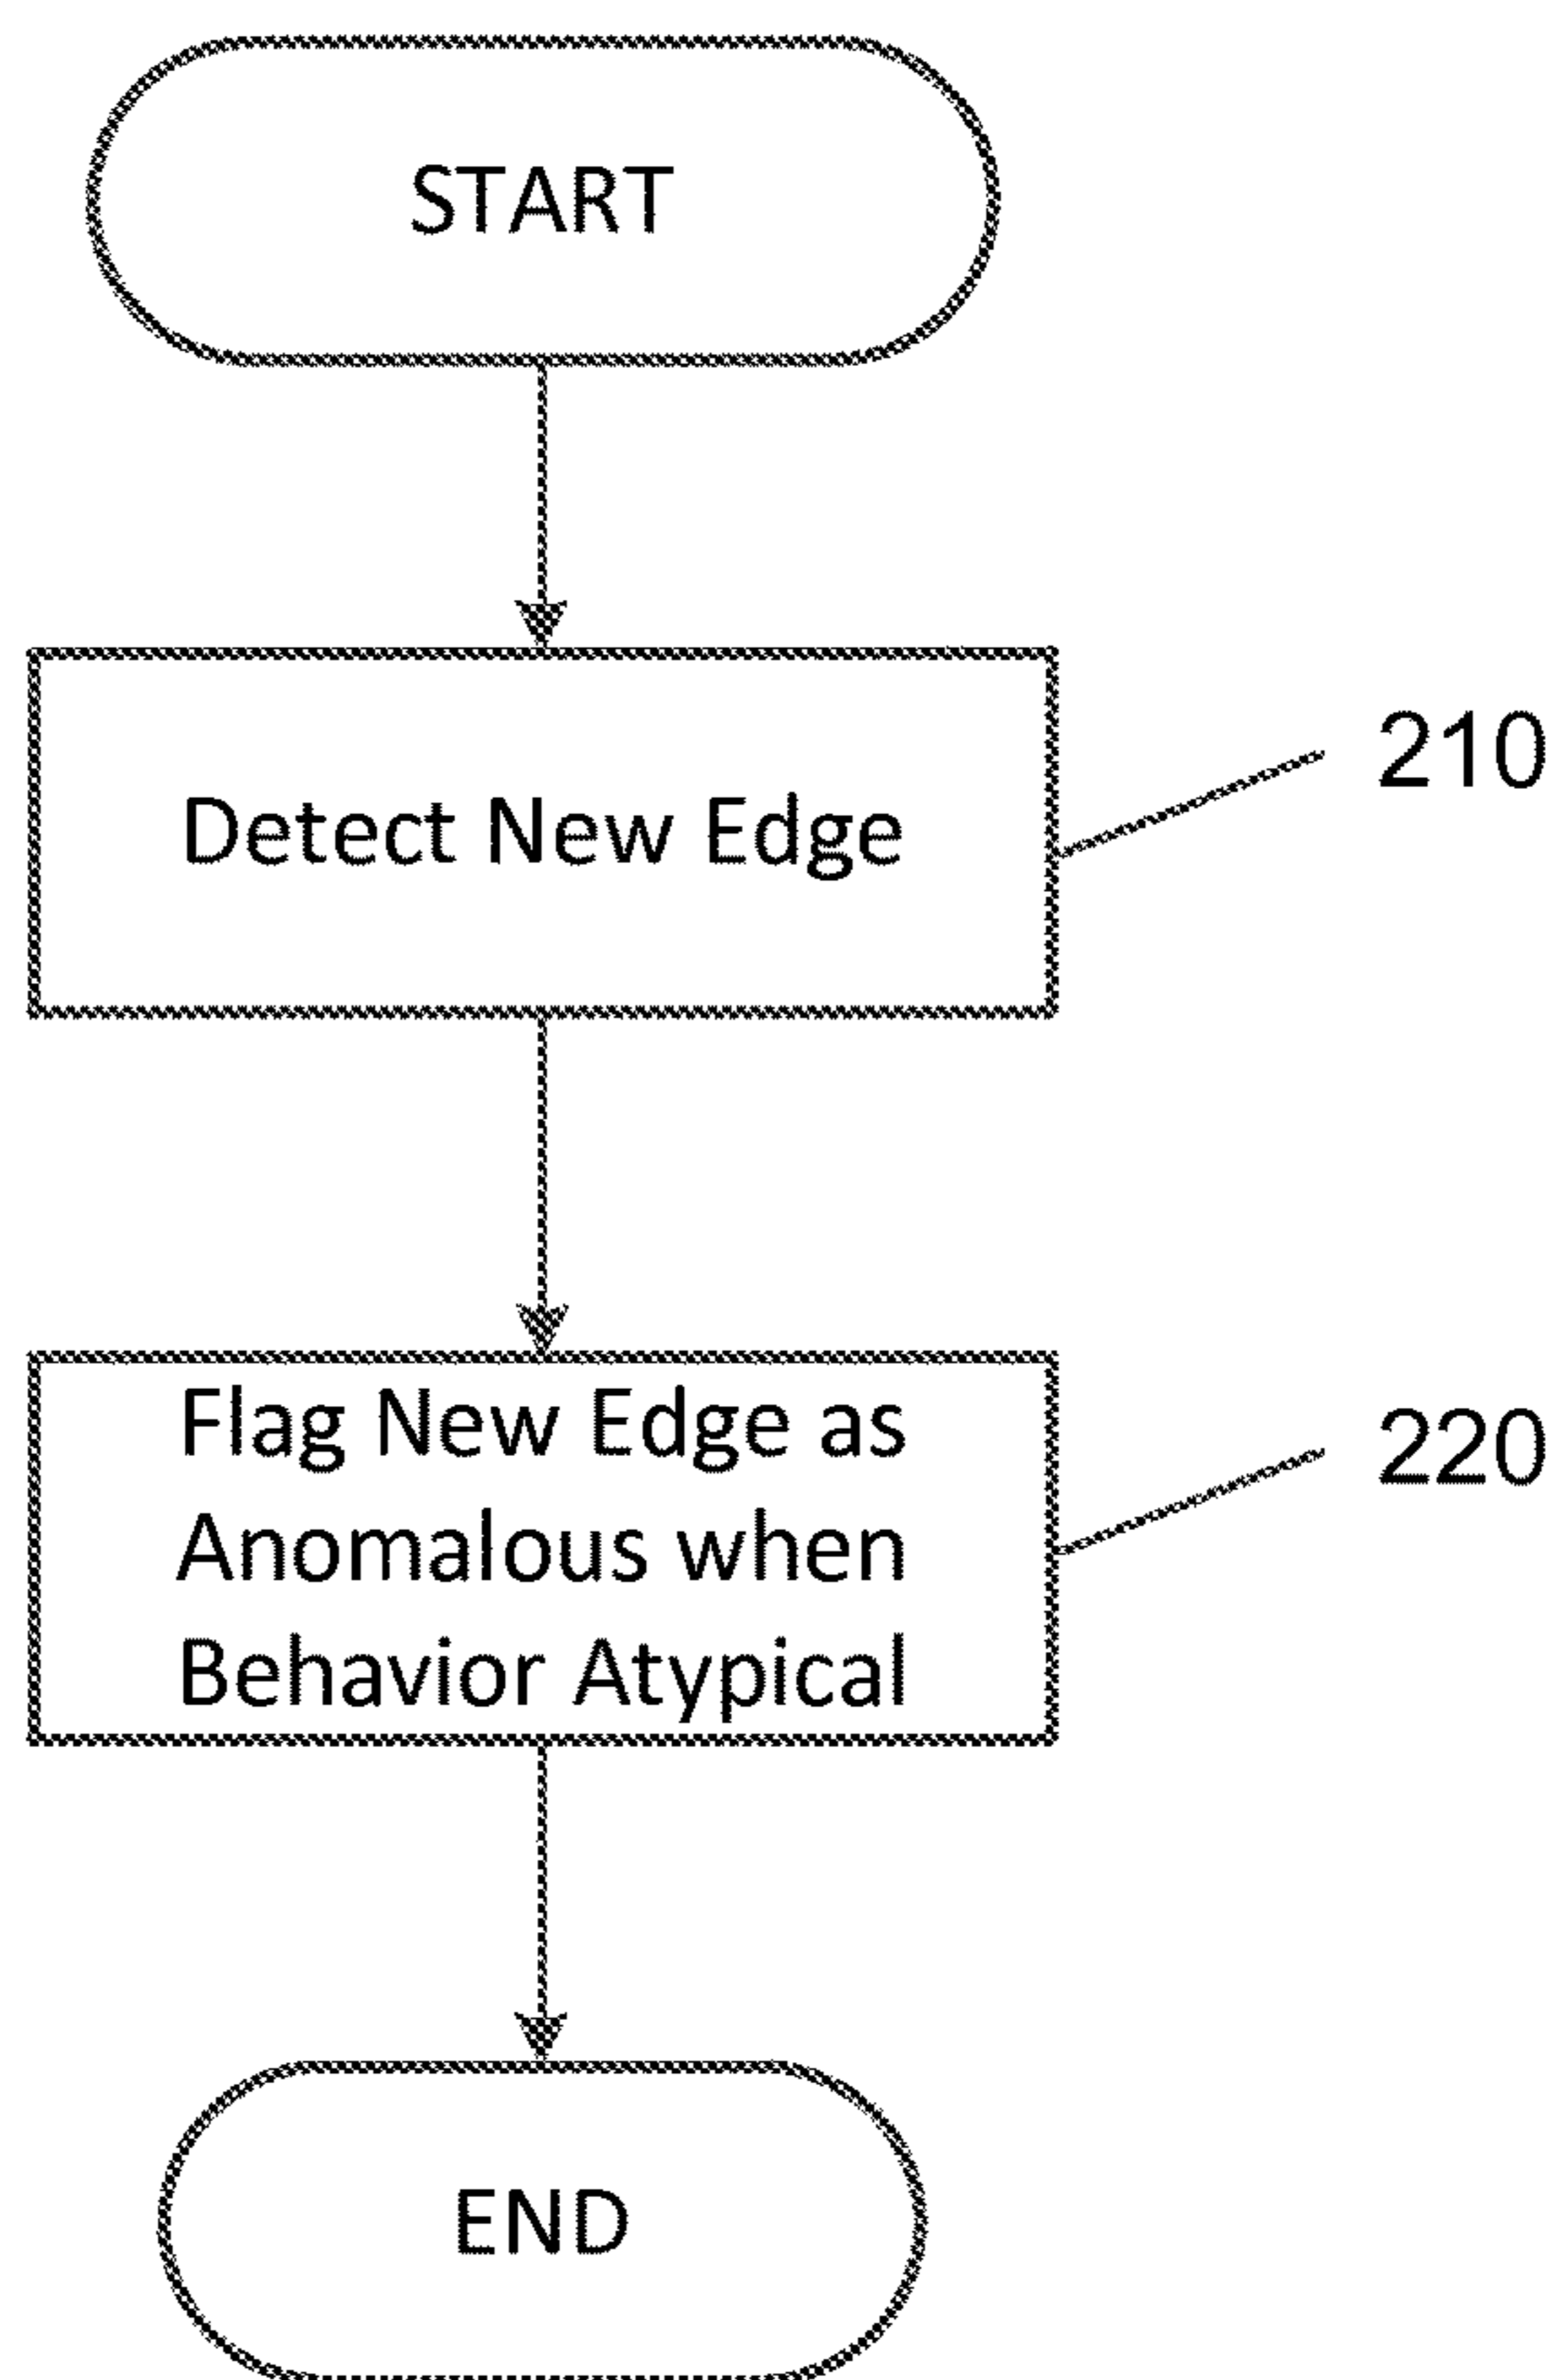 START
Detect New Edge
210
Flag New Edge as
Anomalous when
Behavior Atypical
220
END